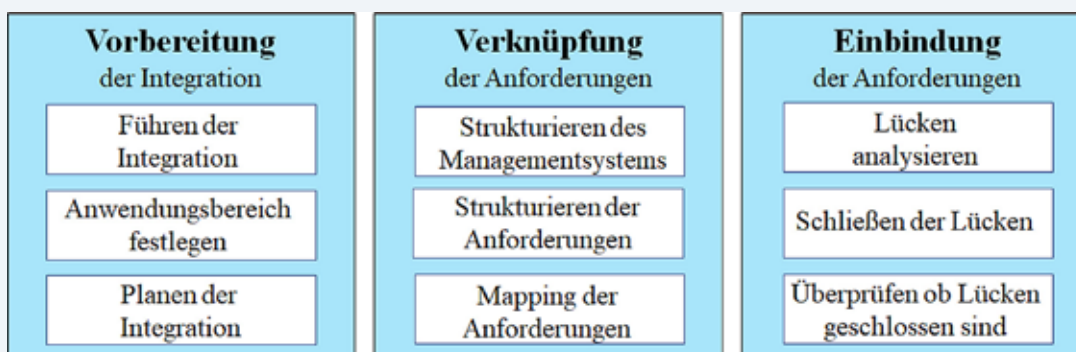 Vorbereitung
der Integration
Führen der
Integration
Anwendungsbereich
festlegen
Planen der
Integration
Verknüpfung
der Anforderungen
Strukturieren des
Managementsystems
Strukturieren der
Anforderungen
Mapping der
Anforderungen
Einbindung
der Anforderungen
Lücken
analysieren
Schließen der Lücken
Überprüfen ob Lücken
geschlossen sind